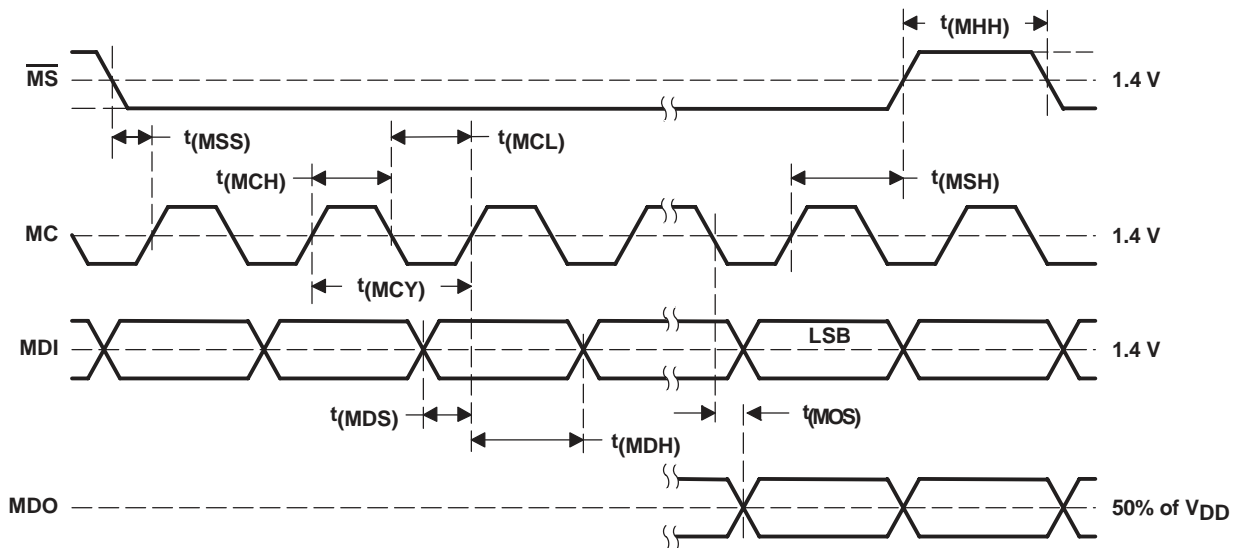 t(MHH)
MS
1.4 V
t(MSS)
t(MCL)
t(MCH)
t(MSH)
MC
1.4 V
t(MCY)
LSB
MDI
1.4 V
t(MDS)
t(MOS)
t(MDH)
MDO
50% of VDD